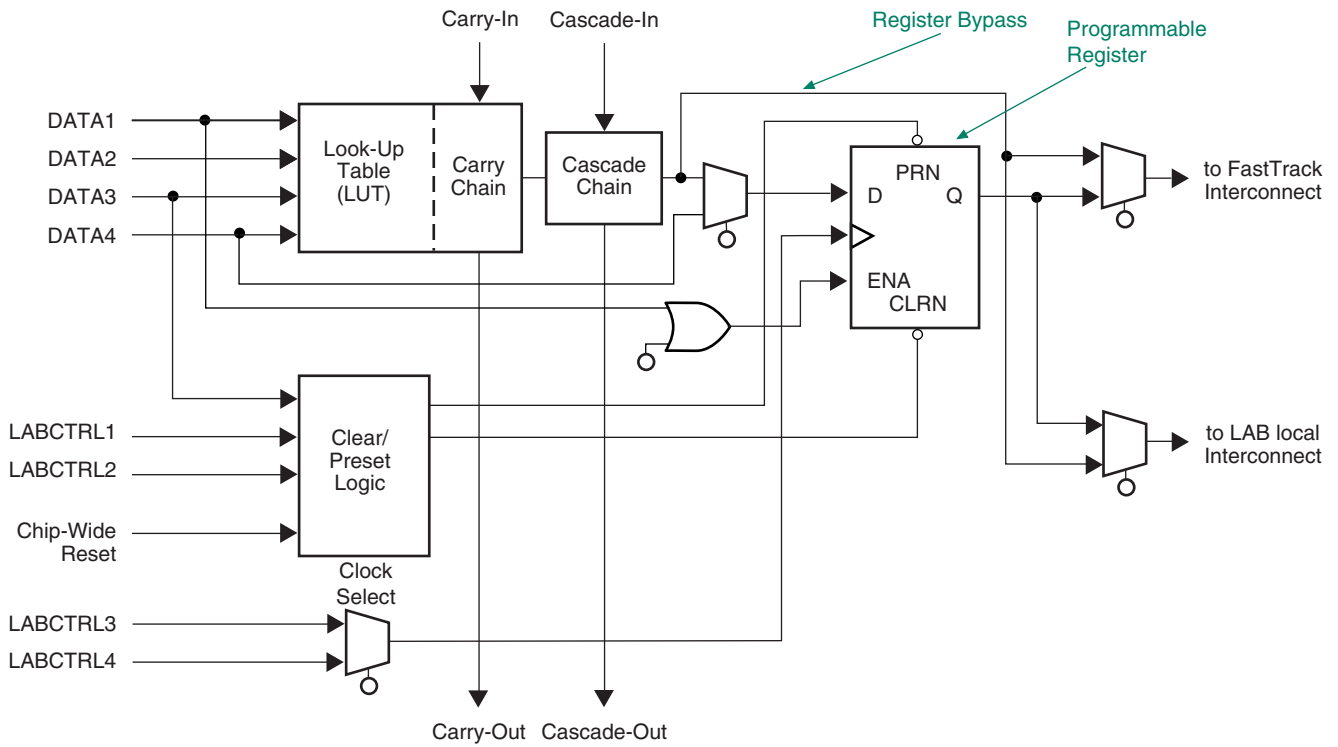 Carry-In
Cascade-In
Register Bypass
Programmable
Register
DATA1
DATA2
DATA3
DATA4
Look-Up
Table
(LUT)
Carry
Chain
Cascade
Chain
PRN
D
Q
ENA
CLRN
to FastTrack
Interconnect
LABCTRL1
LABCTRL2
Chip-Wide
Reset
Clear/
Preset
Logic
to LAB local
Interconnect
Clock
Select
LABCTRL3
LABCTRL4
Carry-Out
Cascade-Out